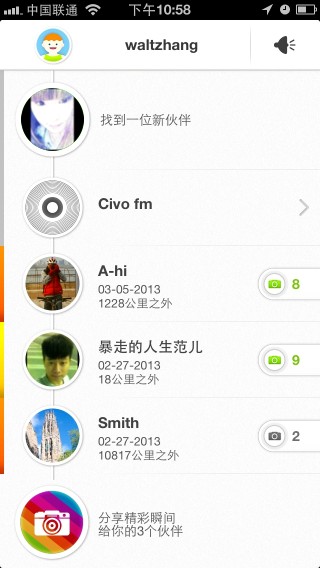 中国联通 下午10:58
waltzhang
找到一位新伙伴
Civo fm
A-hi
03-05-2013
1228公里之外
8
暴走的人生范儿
02-27-2013
18公里之外
9
Smith
02-27-2013
10817公里之外
2
分享精彩瞬间
给你的3个伙伴